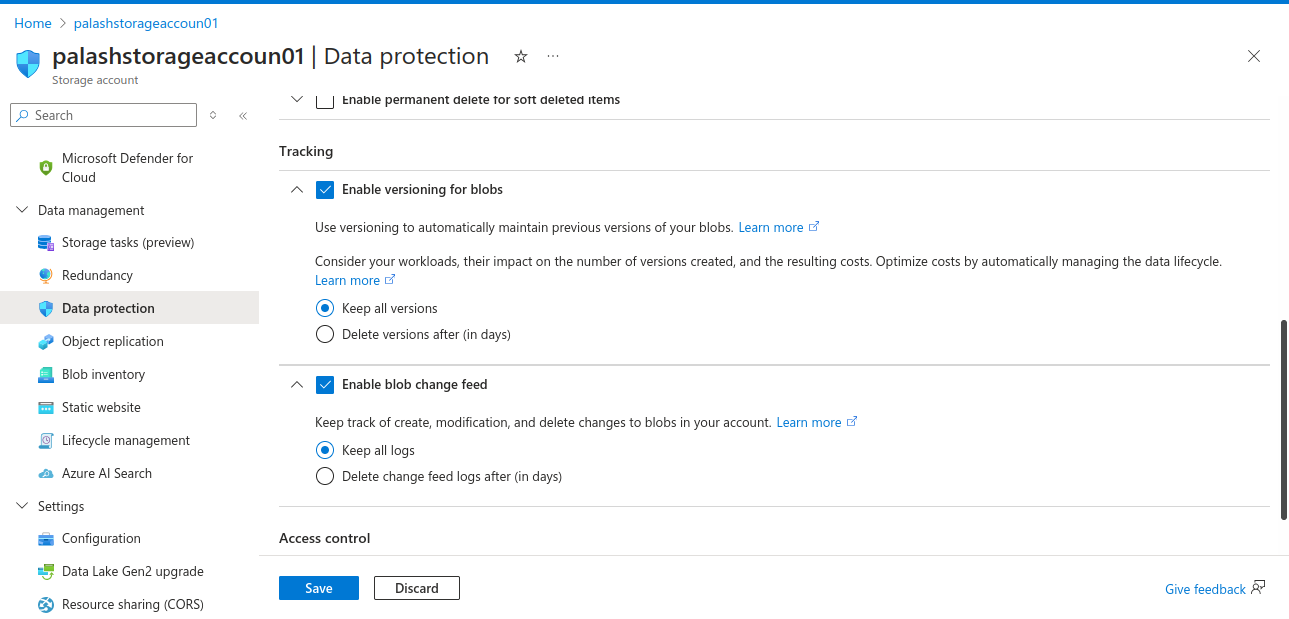 Home > palashstorageaccoun01
palashstorageaccoun01 | Data protection
Storage account
Search
Microsoft Defender for
Cloud
Data management
Storage tasks (preview)
Redundancy
Data protection
Object replication
Blob inventory
Static website
Lifecycle management
Azure AI Search
Settings
Configuration
Data Lake Gen2 upgrade
Resource sharing (CORS)
Enable permanent delete for soft deleted items
Tracking
Enable versioning for blobs
Use versioning to automatically maintain previous versions of your blobs. Learn more
Consider your workloads, their impact on the number of versions created, and the resulting costs. Optimize costs by automatically managing the data lifecycle.
Learn more
Keep all versions
Delete versions after (in days)
Enable blob change feed
Keep track of create, modification, and delete changes to blobs in your account. Learn more
Keep all logs
Delete change feed logs after (in days)
Access control
Save Discard
Give feedback